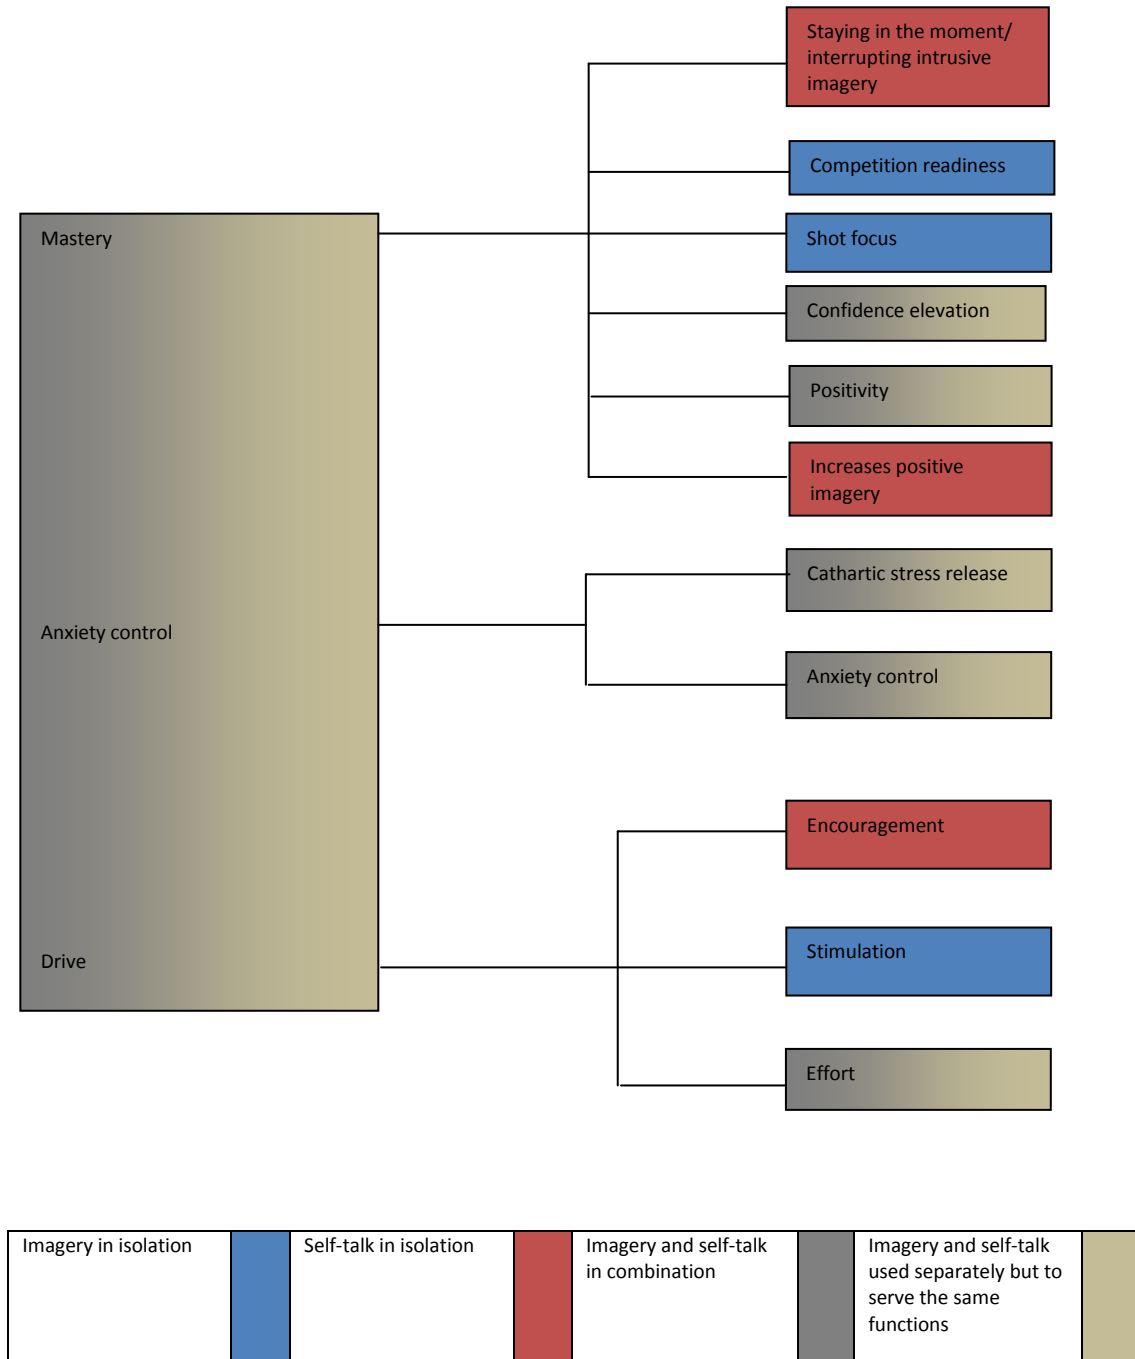 Staying in the moment/
interrupting intrusive
imagery
Competition readiness
Mastery
Shot focus
Confidence elevation
Positivity
Increases positive
imagery
Cathartic stress release
Anxiety control
Anxiety control
Encouragement
Drive
Stimulation
Effort
Imagery in isolation
Self-talk in isolation
Imagery and self-talk
in combination
Imagery and self-talk
used separately but to
serve the same
functions